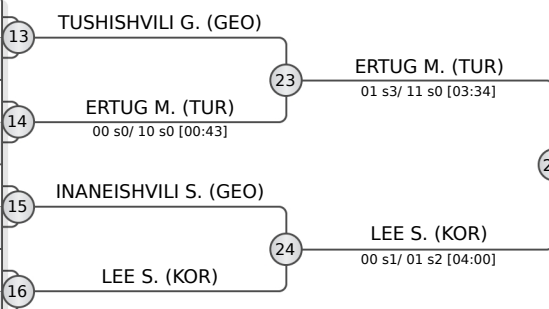 TUSHISHVILI G. (GEO)
13
23
ERTUG M. (TUR)
01 s3/ 11 s0 [03:34]
ERTUG M. (TUR)
14
00 s0/ 10 s0 [00:43]
INANEISHVILI S. (GEO)
15
24
LEE S. (KOR)
00 s1/ 01 s2 [04:00]
LEE S. (KOR)
16